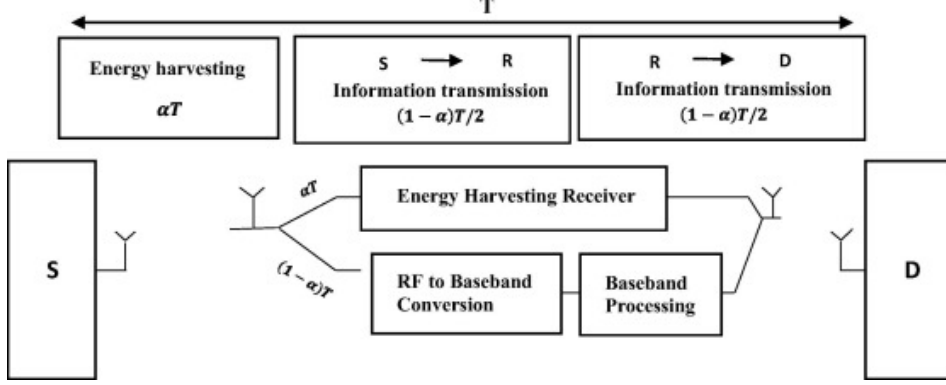 T
Energy harvesting
αT
S → R
Information transmission
(1 − α)T/2
R → D
Information transmission
(1 − α)T/2
S
αT
Energy Harvesting Receiver
(1−α)T
RF to Baseband
Conversion
Baseband
Processing
D